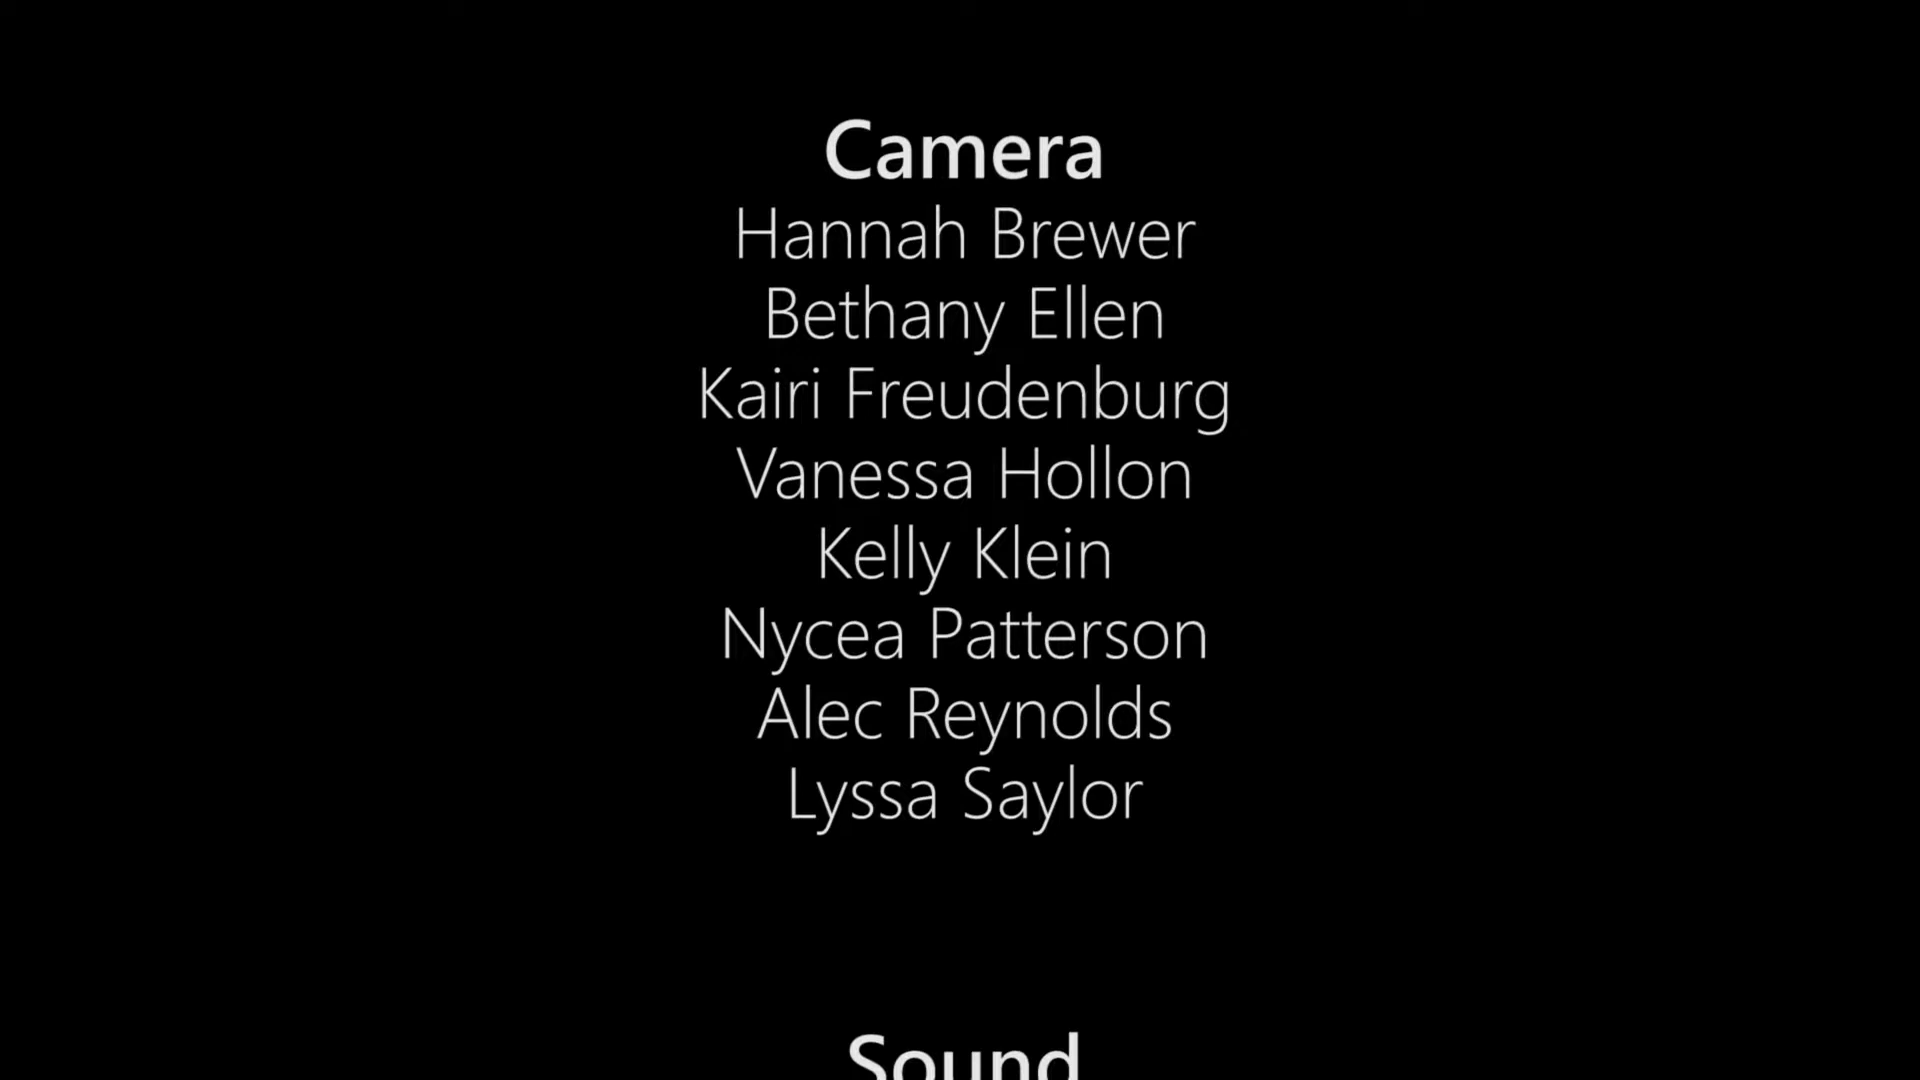 Camera
Hannah Brewer
Bethany Ellen
Kairi Freudenburg
Vanessa Hollon
Kelly Klein
Nycea Patterson
Alec Reynolds
Lyssa Saylor
Sound